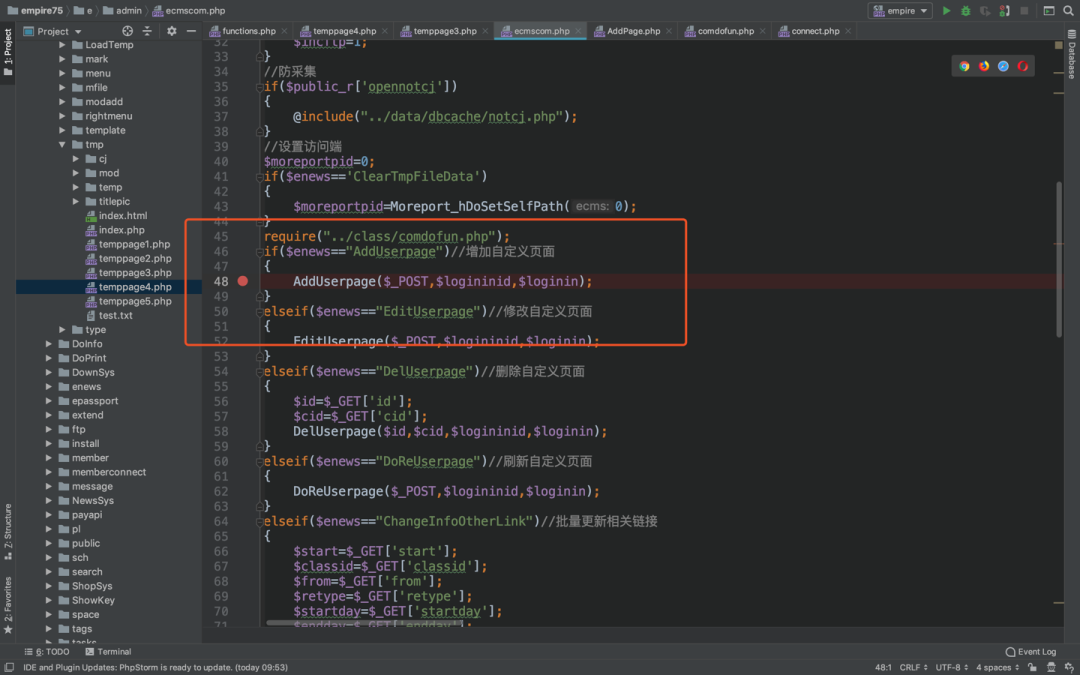 empire75 e admin ecmscom.php
empire
Project
functions.php temppage4.php temppage3.php ecmscom.php AddPage.php comdofun.php connect.php
1: Project
Database
LoadTemp
mark
menu
mfile
modadd
rightmenu
template
tmp
cj
mod
temp
titlepic
index.html
index.php
temppage1.php
temppage2.php
temppage3.php
temppage4.php
temppage5.php
test.txt
type
DoInfo
DoPrint
DownSys
enews
epassport
extend
ftp
install
member
memberconnect
message
NewsSys
payapi
pl
public
sch
search
ShopSys
ShowKey
space
tags
tasks
32 $incftp=1;
33 }
34 //防采集
35 if($public_r['opennotcj'])
36 {
37 @include("../data/dbcache/notcj.php");
38 }
39 //设置访问端
40 $moreportpid=0;
41 if($enews=='ClearTmpFileData')
42 {
43 $moreportpid=Moreport_hDoSetSelfPath( ecms: 0);
44 }
45 require("../class/comdofun.php");
46 if($enews=="AddUserpage")//增加自定义页面
47 {
48 AddUserpage($_POST,$logininid,$loginin);
49 }
50 elseif($enews=="EditUserpage")//修改自定义页面
51 {
52 EditUserpage($_POST,$logininid,$loginin);
53 }
54 elseif($enews=="DelUserpage")//删除自定义页面
55 {
56 $id=$_GET['id'];
57 $cid=$_GET['cid'];
58 DelUserpage($id,$cid,$logininid,$loginin);
59 }
60 elseif($enews=="DoReUserpage")//刷新自定义页面
61 {
62 DoReUserpage($_POST,$logininid,$loginin);
63 }
64 elseif($enews=="ChangeInfoOtherLink")//批量更新相关链接
65 {
66 $start=$_GET['start'];
67 $classid=$_GET['classid'];
68 $from=$_GET['from'];
69 $retype=$_GET['retype'];
70 $startday=$_GET['startday'];
71 $endday=$_GET['endday'];
Z: Structure
2: Favorites
6: TODO Terminal Event Log
IDE and Plugin Updates: PhpStorm is ready to update. (today 09:53) 48:1 CRLF UTF-8 4 spaces